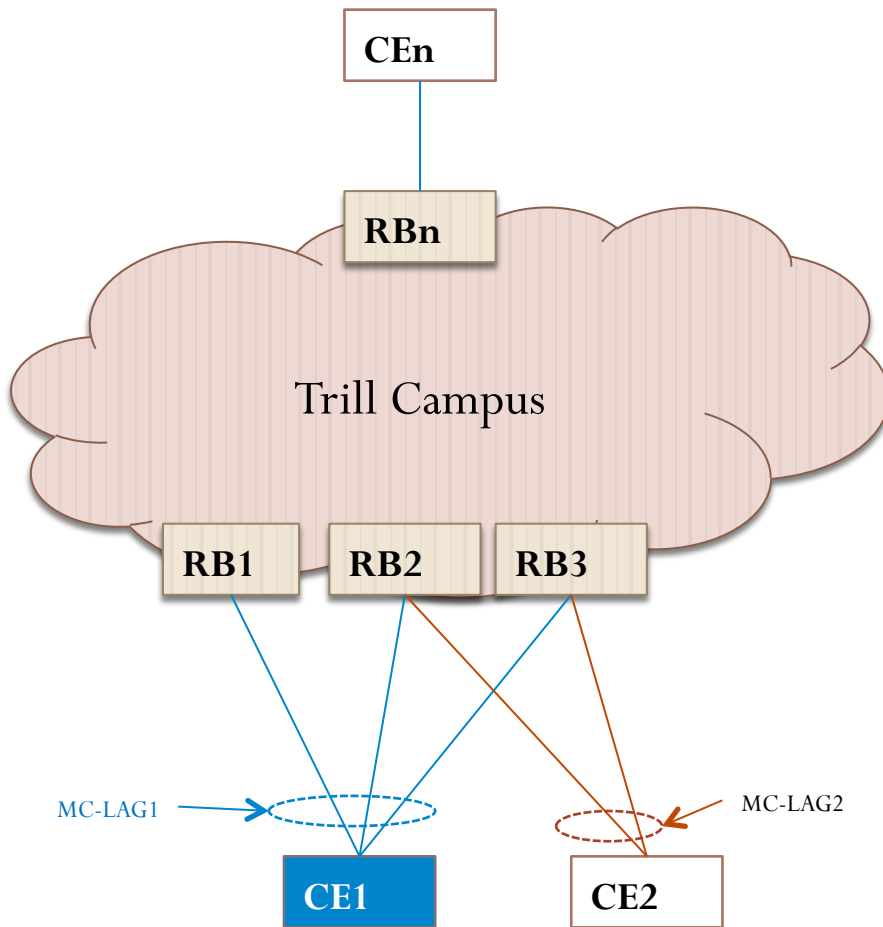 CEn
RBn
Trill Campus
RB1
RB2
RB3
MC-LAG1
MC-LAG2
CE1
CE2